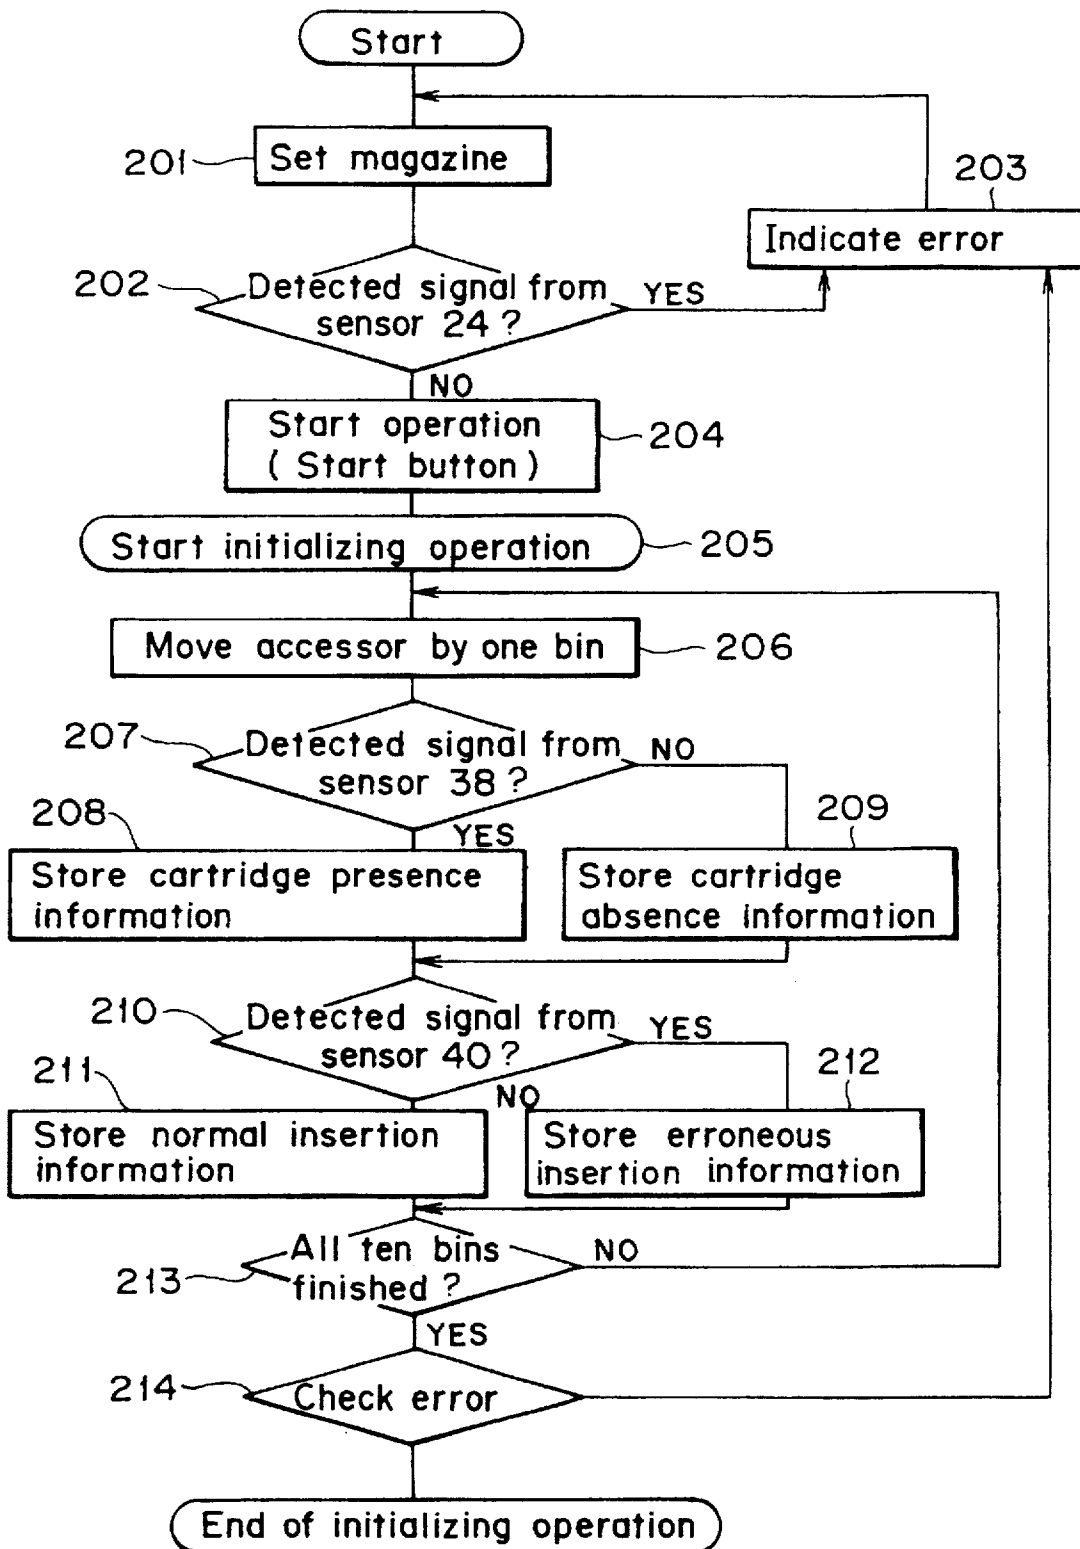 Start
201
Set magazine
203
Indicate error
202
Detected signal from
sensor 24?
YES
NO
Start operation
(Start button)
204
Start initializing operation
205
Move accessor by one bin
206
207
Detected signal from
sensor 38?
NO
YES
208
Store cartridge presence
information
209
Store cartridge
absence information
210
Detected signal from
sensor 40?
YES
NO
211
Store normal insertion
information
212
Store erroneous
insertion information
213
All ten bins
finished?
NO
YES
214
Check error
End of initializing operation